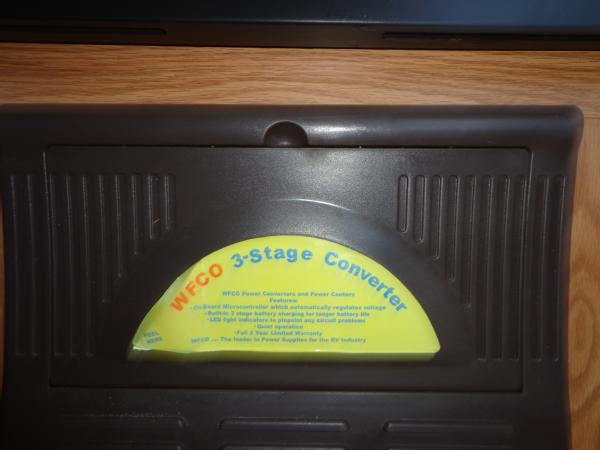 WFCO 3-Stage Converter
WFCO Power Converters and Power Centers
Features:
• On-Board Microcontroller which automatically regulates voltage
• Built-in 3 stage battery charging for longer battery life
• LED light indicators to pinpoint any circuit problems
• Quiet operation
• Full 2 Year Limited Warranty
WFCO ... The leader in Power Supplies for the RV Industry
PEEL
HERE